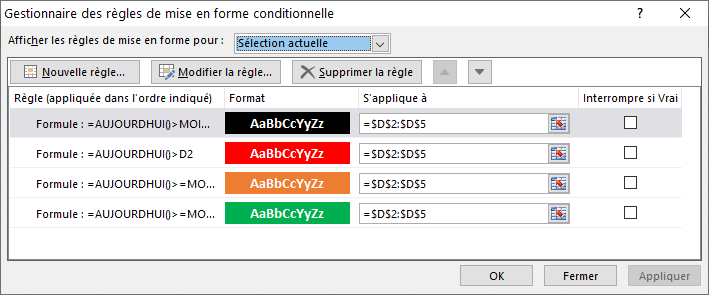 Gestionnaire des règles de mise en forme conditionnelle
Afficher les règles de mise en forme pour : Sélection actuelle
Nouvelle règle... Modifier la règle... Supprimer la règle
Règle (appliquée dans l'ordre indiqué) Format S'applique à Interrompre si Vrai
Formule : =AUJOURDHUI()>MOI... AaBbCcYyZz =$D$2:$D$5
Formule : =AUJOURDHUI()>D2 AaBbCcYyZz =$D$2:$D$5
Formule : =AUJOURDHUI()>=MO... AaBbCcYyZz =$D$2:$D$5
Formule : =AUJOURDHUI()>=MO... AaBbCcYyZz =$D$2:$D$5
OK Fermer Appliquer